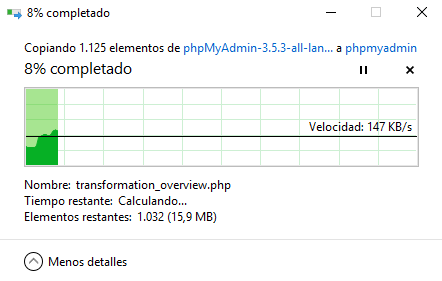 8% completado
Copiando 1.125 elementos de phpMyAdmin-3.5.3-all-lan... a phpmyadmin
8% completado
Velocidad: 147 KB/s
Nombre: transformation_overview.php
Tiempo restante: Calculando...
Elementos restantes: 1.032 (15,9 MB)
Menos detalles